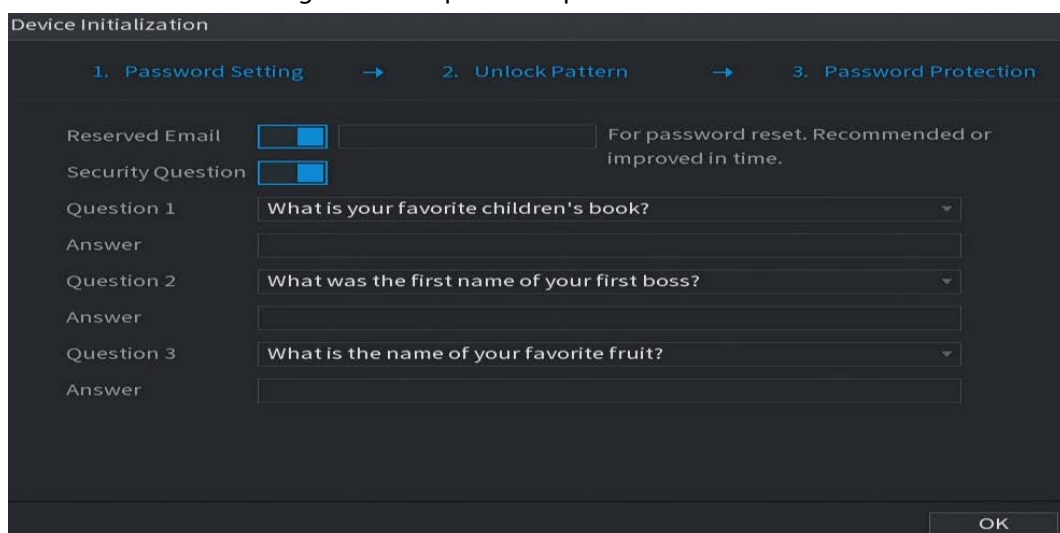 Device Initialization
1. Password Setting → 2. Unlock Pattern → 3. Password Protection
Reserved Email For password reset. Recommended or
improved in time.
Security Question
Question 1 What is your favorite children's book?
Answer
Question 2 What was the first name of your first boss?
Answer
Question 3 What is the name of your favorite fruit?
Answer
OK